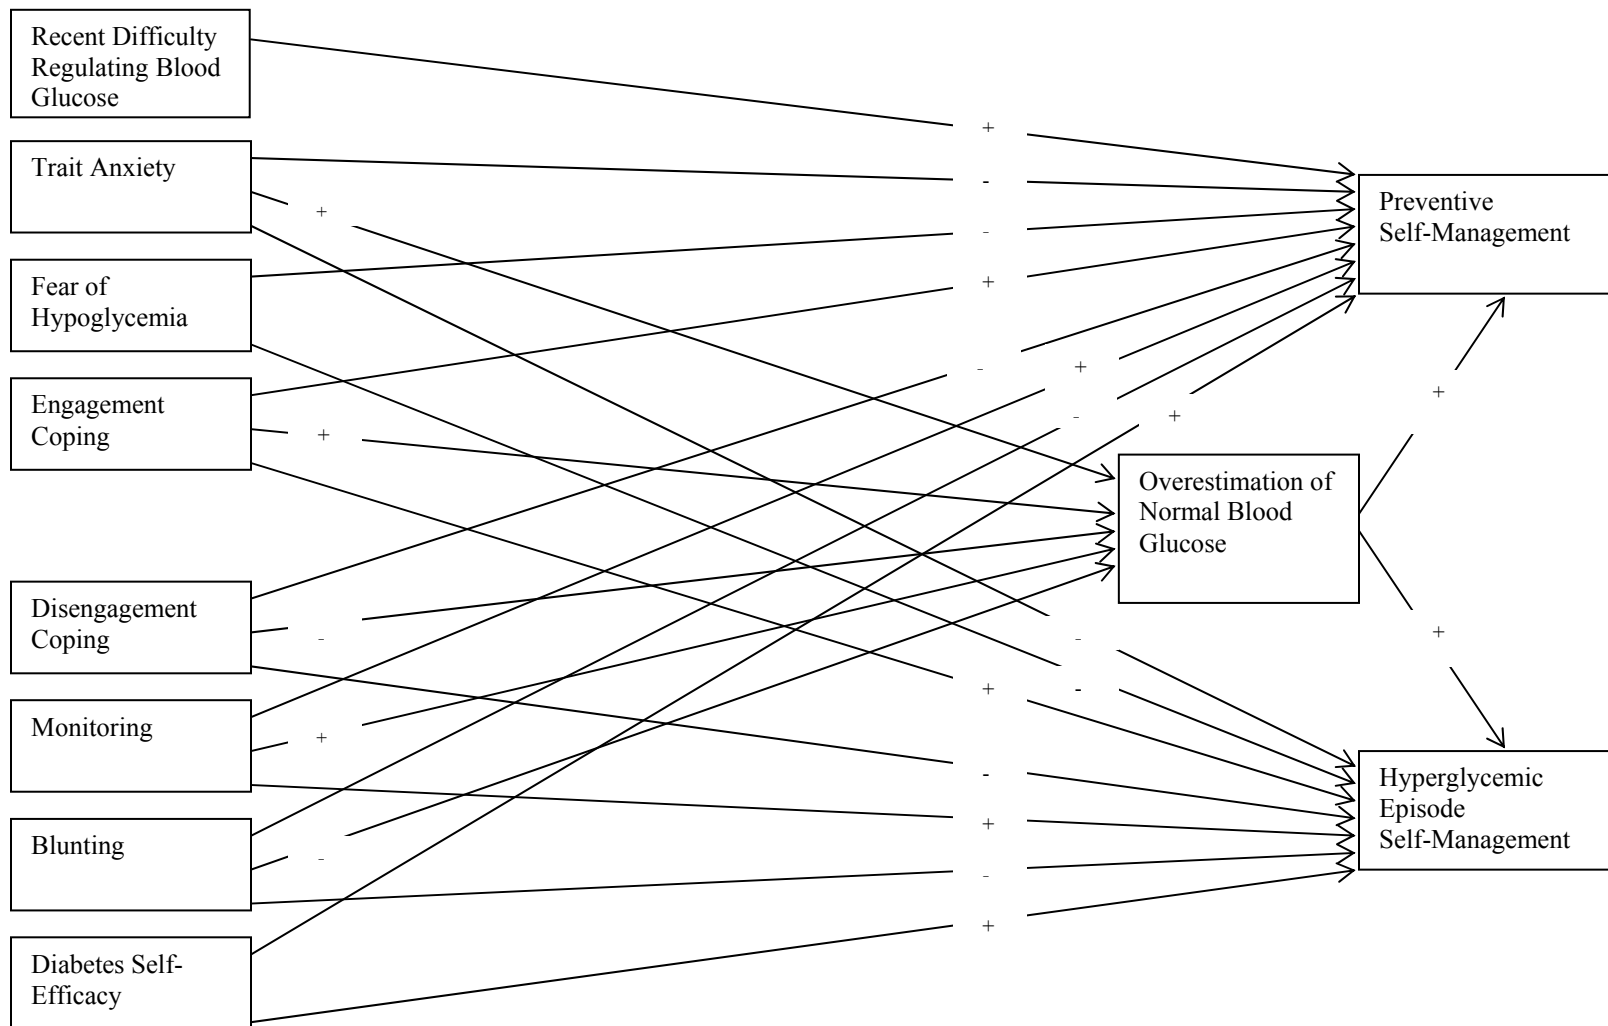 Recent Difficulty
Regulating Blood
Glucose
+
Trait Anxiety
-
+
Preventive
Self-Management
-
Fear of
Hypoglycemia
+
-
+
Engagement
Coping
+
-
+
+
Overestimation of
Normal Blood
Glucose
Disengagement
Coping
-
-
+
+
-
Monitoring
+
-
Hyperglycemic
Episode
Self-Management
+
Blunting
-
-
+
Diabetes Self-
Efficacy